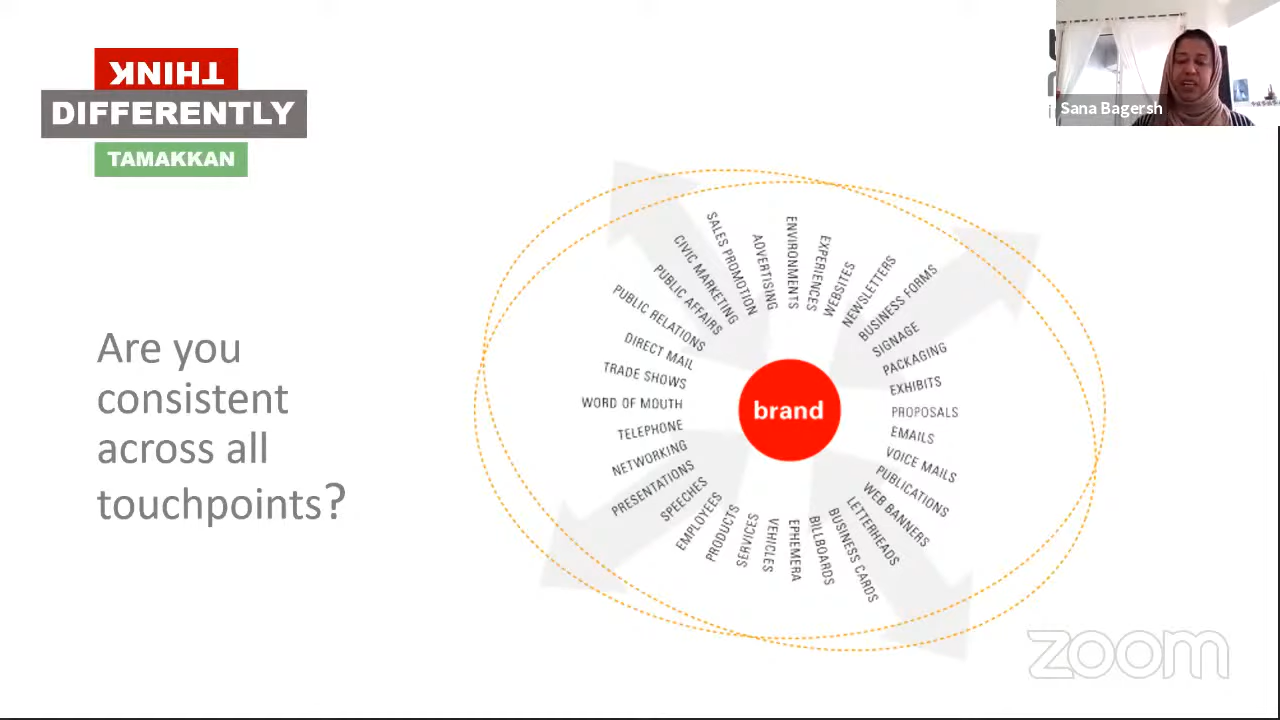 THINK
DIFFERENTLY
TAMAKKAN
Sana Bagersh
Are you
consistent
across all
touchpoints?
brand
ENVIRONMENTS
EXPERIENCES
WEBSITES
NEWSLETTERS
BUSINESS FORMS
SIGNAGE
PACKAGING
EXHIBITS
PROPOSALS
EMAILS
VOICE MAILS
PUBLICATIONS
WEB BANNERS
LETTERHEADS
BUSINESS CARDS
BILLBOARDS
EPHEMERA
VEHICLES
SERVICES
PRODUCTS
EMPLOYEES
SPEECHES
PRESENTATIONS
NETWORKING
TELEPHONE
WORD OF MOUTH
TRADE SHOWS
DIRECT MAIL
PUBLIC RELATIONS
PUBLIC AFFAIRS
CIVIC MARKETING
SALES PROMOTION
ADVERTISING
zoom